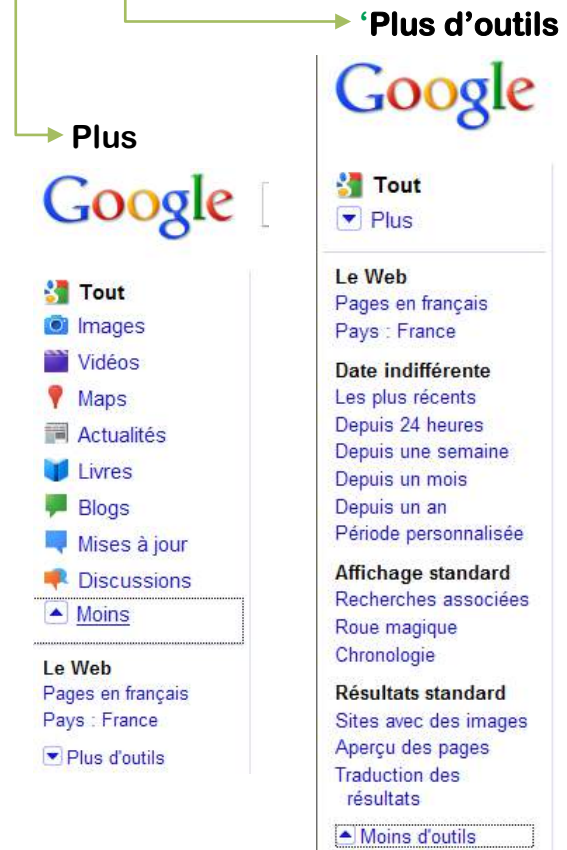 ‘Plus d’outils
Plus
Google
Tout
Images
Vidéos
Maps
Actualités
Livres
Blogs
Mises à jour
Discussions
Moins
Le Web
Pages en français
Pays : France
Plus d'outils
Google
Tout
Plus
Le Web
Pages en français
Pays : France
Date indifférente
Les plus récents
Depuis 24 heures
Depuis une semaine
Depuis un mois
Depuis un an
Période personnalisée
Affichage standard
Recherches associées
Roue magique
Chronologie
Résultats standard
Sites avec des images
Aperçu des pages
Traduction des
résultats
Moins d'outils